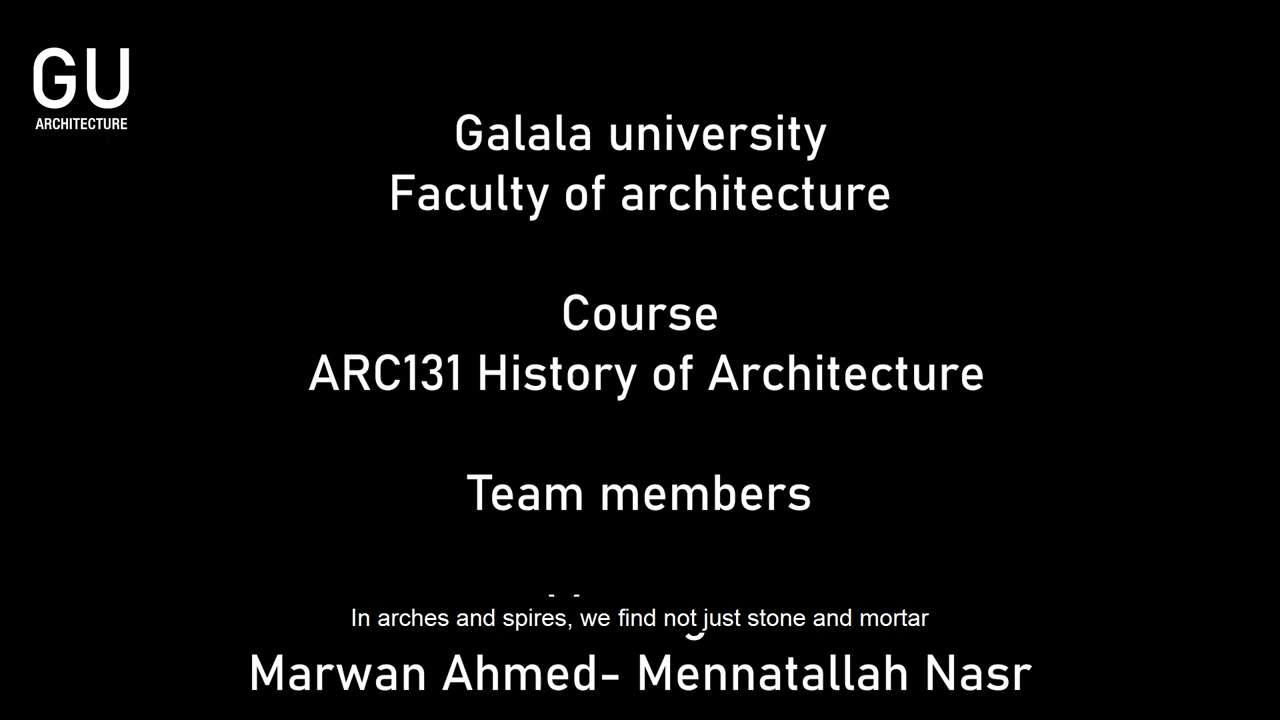 GU
ARCHITECTURE
Galala university
Faculty of architecture
Course
ARC131 History of Architecture
Team members
In arches and spires, we find not just stone and mortar
Marwan Ahmed- Mennatallah Nasr